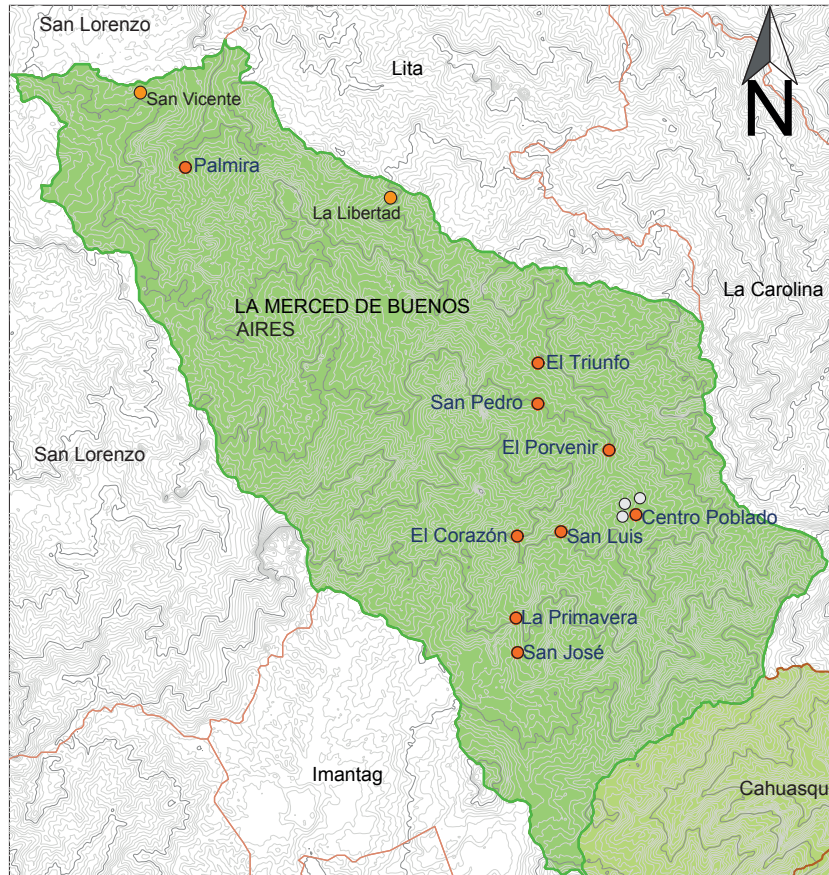 San Lorenzo
Lita
N
San Vicente
Palmira
La Libertad
La Carolina
LA MERCED DE BUENOS
AIRES
El Triunfo
San Pedro
El Porvenir
San Lorenzo
Centro Poblado
El Corazón
San Luis
La Primavera
San José
Imantag
Cahuasqu